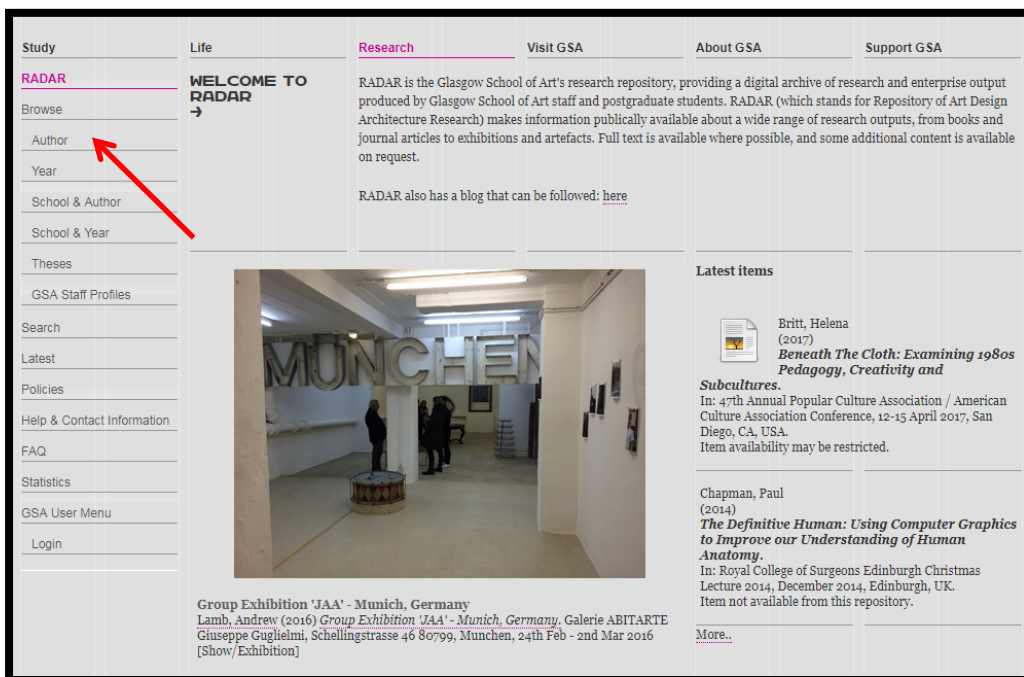 Study
Life
Research
Visit GSA
About GSA
Support GSA
RADAR
Browse
Author
Year
School & Author
School & Year
Theses
GSA Staff Profiles
Search
Latest
Policies
Help & Contact Information
FAQ
Statistics
GSA User Menu
Login
WELCOME TO
RADAR
→
RADAR is the Glasgow School of Art's research repository, providing a digital archive of research and enterprise output
produced by Glasgow School of Art staff and postgraduate students. RADAR (which stands for Repository of Art Design
Architecture Research) makes information publically available about a wide range of research outputs, from books and
journal articles to exhibitions and artefacts. Full text is available where possible, and some additional content is available
on request.
RADAR also has a blog that can be followed: here
MÜNCHEN
Group Exhibition 'JAA' - Munich, Germany
Lamb, Andrew (2016) Group Exhibition 'JAA' - Munich, Germany. Galerie ABITARTE
Giuseppe Guglielmi, Schellingstrasse 46 80799, Munchen, 24th Feb - 2nd Mar 2016
[Show/Exhibition]
Latest items
Britt, Helena
(2017)
Beneath The Cloth: Examining 1980s
Pedagogy, Creativity and
Subcultures.
In: 47th Annual Popular Culture Association / American
Culture Association Conference, 12-15 April 2017, San
Diego, CA, USA.
Item availability may be restricted.
Chapman, Paul
(2014)
The Definitive Human: Using Computer Graphics
to Improve our Understanding of Human
Anatomy.
In: Royal College of Surgeons Edinburgh Christmas
Lecture 2014, December 2014, Edinburgh, UK.
Item not available from this repository.
More..